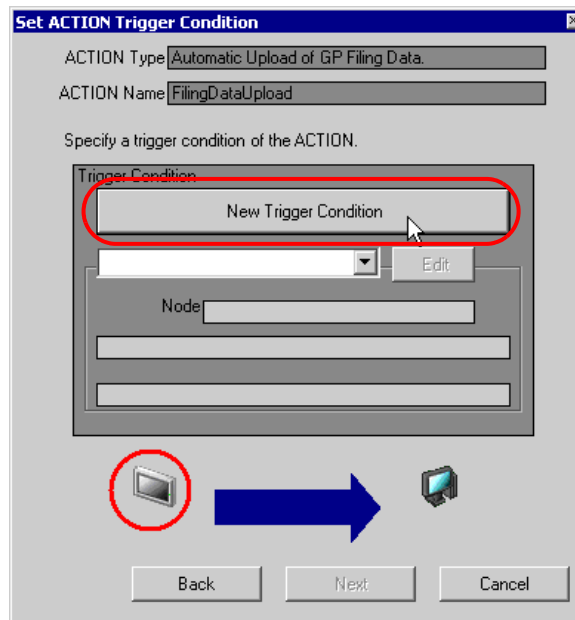 Set ACTION Trigger Condition
ACTION Type Automatic Upload of GP Filing Data.
ACTION Name FilingDataUpload
Specify a trigger condition of the ACTION.
Trigger Condition
New Trigger Condition
Edit
Node
Back Next Cancel